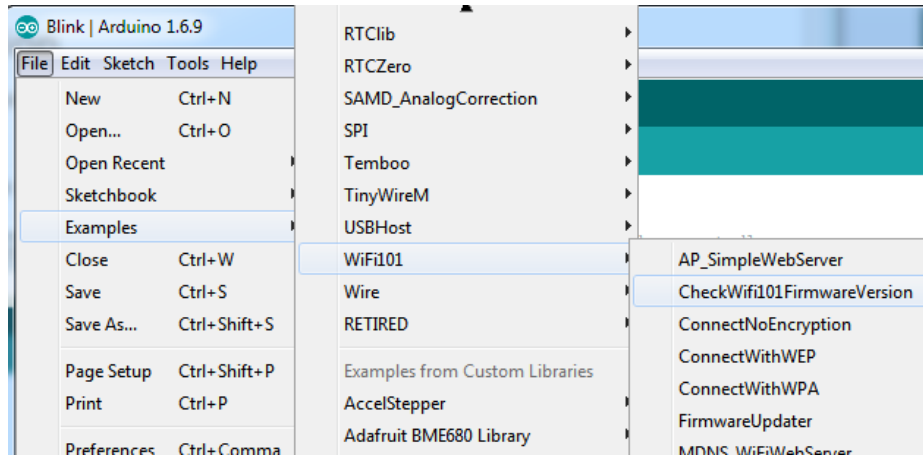 Blink | Arduino 1.6.9
File Edit Sketch Tools Help
New Ctrl+N
Open... Ctrl+O
Open Recent
Sketchbook
Examples
Close Ctrl+W
Save Ctrl+S
Save As... Ctrl+Shift+S
Page Setup Ctrl+Shift+P
Print Ctrl+P
Preferences Ctrl+Comma
RTClib
RTCZero
SAMD_AnalogCorrection
SPI
Temboo
TinyWireM
USBHost
WiFi101
Wire
RETIRED
Examples from Custom Libraries
AccelStepper
Adafruit BME680 Library
AP_SimpleWebServer
CheckWifi101FirmwareVersion
ConnectNoEncryption
ConnectWithWEP
ConnectWithWPA
FirmwareUpdater
MDNS_WiFiWebServer